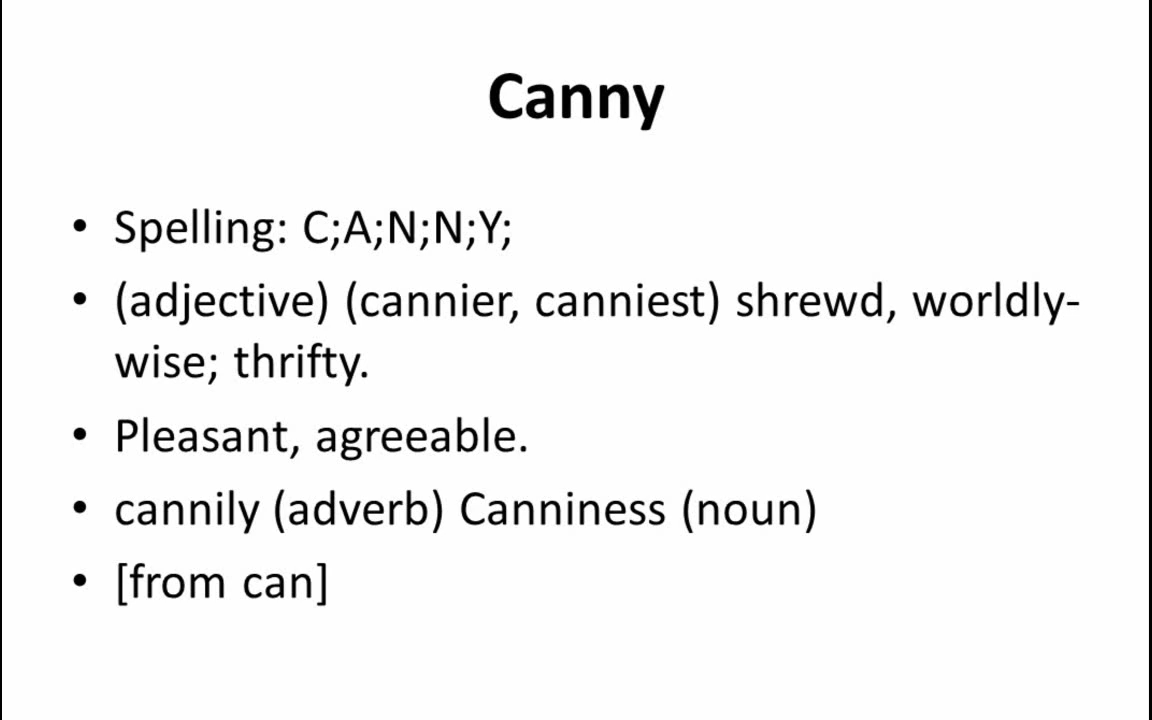 Canny
• Spelling: C;A;N;N;Y;
• (adjective) (cannier, canniest) shrewd, worldly-
wise; thrifty.
• Pleasant, agreeable.
• cannily (adverb) Canniness (noun)
• [from can]